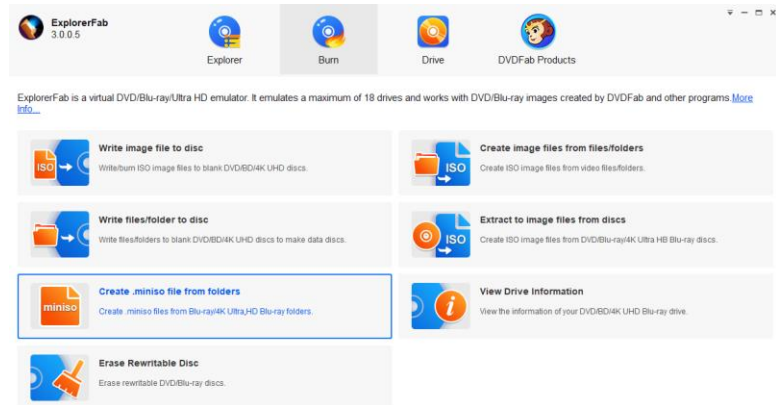 ExplorerFab
3.0.0.5
Explorer
Burn
Drive
DVDFab Products
ExplorerFab is a virtual DVD/Blu-ray/Ultra HD emulator. It emulates a maximum of 18 drives and works with DVD/Blu-ray images created by DVDFab and other programs.More
Info...
Write image file to disc
Write/burn ISO image files to blank DVD/BD/4K UHD discs.
ISO
Create image files from files/folders
Create ISO image files from video files/folders.
ISO
Write files/folder to disc
Write files/folders to blank DVD/BD/4K UHD discs to make data discs.
Extract to image files from discs
Create ISO image files from DVD/Blu-ray/4K Ultra HB Blu-ray discs.
ISO
Create .miniso file from folders
Create .miniso files from Blu-ray/4K Ultra,HD Blu-ray folders.
miniso
View Drive Information
View the information of your DVD/BD/4K UHD Blu-ray drive.
Erase Rewritable Disc
Erase rewritable DVD/Blu-ray discs.